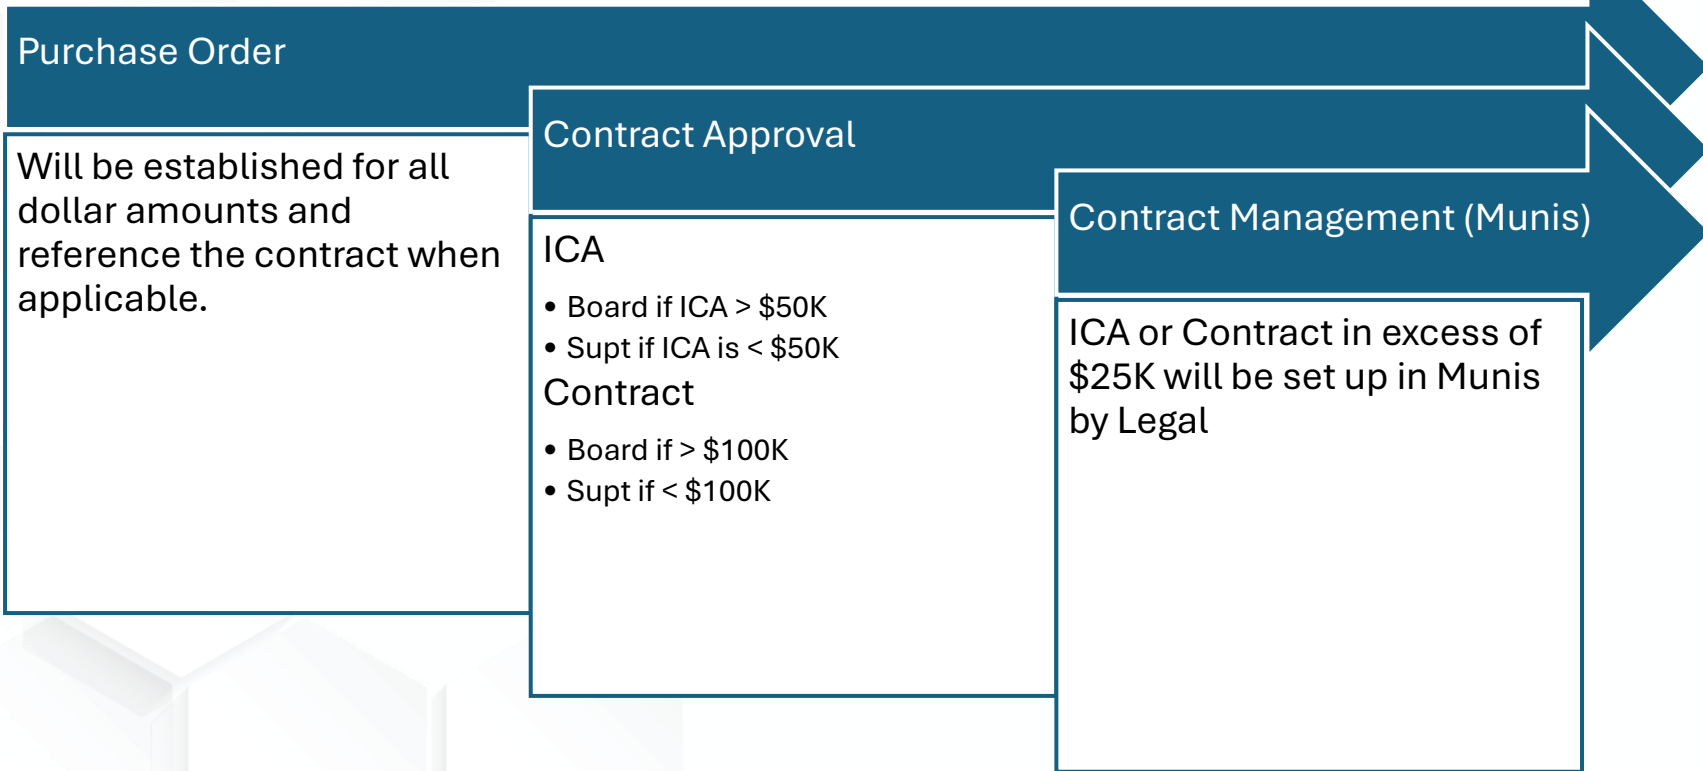 Purchase Order
Will be established for all
dollar amounts and
reference the contract when
applicable.
Contract Approval
ICA
• Board if ICA > $50K
• Supt if ICA is < $50K
Contract
• Board if > $100K
• Supt if < $100K
Contract Management (Munis)
ICA or Contract in excess of
$25K will be set up in Munis
by Legal